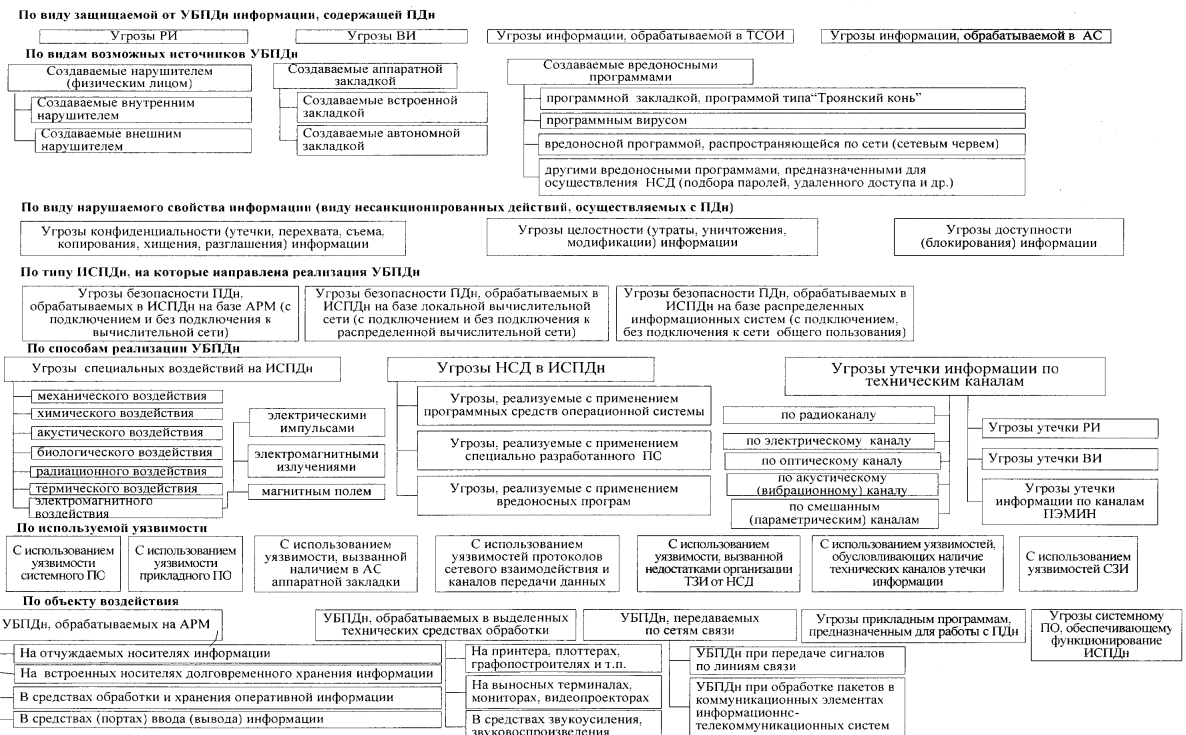 По виду защищаемой от УБПДн информации, содержащей ПДн
Угрозы РИ
Угрозы ВИ
Угрозы информации, обрабатываемой в ТСОИ
Угрозы информации, обрабатываемой в АС
По видам возможных источников УБПДн
Создаваемые нарушителем
(физическим лицом)
Создаваемые внутренним
нарушителем
Создаваемые внешним
нарушителем
Создаваемые аппаратной
закладкой
Создаваемые встроенной
закладкой
Создаваемые автономной
закладкой
Создаваемые вредоносными
программами
программной закладкой, программой типа“Троянский конь”
программным вирусом
вредоносной программой, распространяющейся по сети (сетевым червем)
другими вредоносными программами, предназначенными для
осуществления НСД (подбора паролей, удаленного доступа и др.)
По виду нарушаемого свойства информации (виду несанкционированных действий, осуществляемых с ПДн)
Угрозы конфиденциальности (утечки, перехвата, съема,
копирования, хищения, разглашения) информации
Угрозы целостности (утраты, уничтожения,
модификации) информации
Угрозы доступности
(блокирования) информации
По типу ИСПДн, на которые направлена реализация УБПДн
Угрозы безопасности ПДн,
обрабатываемых в ИСПДн на базе АРМ (с
подключением и без подключения к
вычислительной сети)
Угрозы безопасности ПДн, обрабатываемых в
ИСПДн на базе локальной вычислительной
сети (с подключением и без подключения к
распределенной вычислительной сети)
Угрозы безопасности ПДн, обрабатываемых в
ИСПДн на базе распределенных
информационных систем (с подключением,
без подключения к сети общего пользования)
По способам реализации УБПДн
Угрозы специальных воздействий на ИСПДн
механического воздействия
химического воздействия
акустического воздействия
биологического воздействия
радиационного воздействия
термического воздействия
электромагнитного
воздействия
электрическими
импульсами
электромагнитными
излучениями
магнитным полем
Угрозы НСД в ИСПДн
Угрозы, реализуемые с применением
программных средств операционной системы
Угрозы, реализуемые с применением
специально разработанного ПС
Угрозы, реализуемые с применением
вредоносных програм
Угрозы утечки информации по
техническим каналам
по радиоканалу
по электрическому каналу
по оптическому каналу
по акустическому
(вибрационному) каналу
по смешанным
(параметрическим) каналам
Угрозы утечки РИ
Угрозы утечки ВИ
Угрозы утечки
информации по каналам
ПЭМИН
По используемой уязвимости
С использованием
уязвимости
системного ПС
С использованием
уязвимости
прикладного ПО
С использованием
уязвимости, вызванной
наличием в АС
аппаратной закладки
С использованием
уязвимостей протоколов
сетевого взаимодействия и
каналов передачи данных
С использованием
уязвимости, вызванной
недостатками организации
ТЗИ от НСД
С использованием уязвимостей,
обусловливающих наличие
технических каналов утечки
информации
С использованием
уязвимостей СЗИ
По объекту воздействия
УБПДн, обрабатываемых на АРМ
На отчуждаемых носителях информации
На встроенных носителях долговременного хранения информации
В средствах обработки и хранения оперативной информации
В средствах (портах) ввода (вывода) информации
УБПДн, обрабатываемых в выделенных
технических средствах обработки
На принтера, плоттерах,
графопостроителях и т.п.
На выносных терминалах,
мониторах, видеопроекторах
В средствах звукоусиления,
звуковоспроизведения
УБПДн, передаваемых
по сетям связи
УБПДн при передаче сигналов
по линиям связи
УБПДн при обработке пакетов в
коммуникационных элементах
информационнс-
телекоммуникационных систем
Угрозы прикладным программам,
предназначенным для работы с ПДн
Угрозы системному
ПО, обеспечивающему
функционирование
ИСПДн